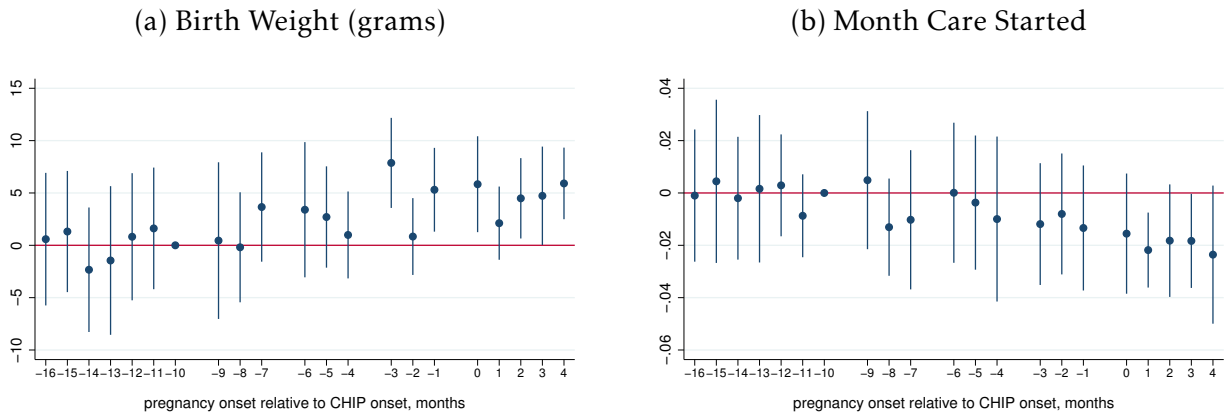 (a) Birth Weight (grams)
15
10
5
0
−5
−10
−16 −15 −14 −13 −12 −11 −10 −9 −8 −7 −6 −5 −4 −3 −2 −1 0 1 2 3 4
pregnancy onset relative to CHIP onset, months
(b) Month Care Started
.04
.02
0
−.02
−.04
−.06
−16 −15 −14 −13 −12 −11 −10 −9 −8 −7 −6 −5 −4 −3 −2 −1 0 1 2 3 4
pregnancy onset relative to CHIP onset, months